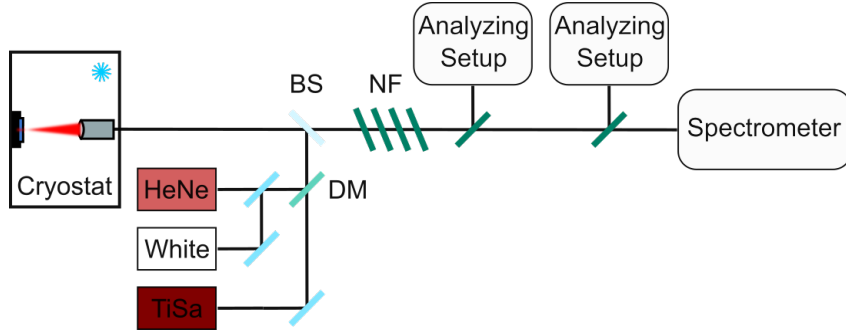 Analyzing
Setup
Analyzing
Setup
BS
NF
Spectrometer
Cryostat
HeNe
DM
White
TiSa